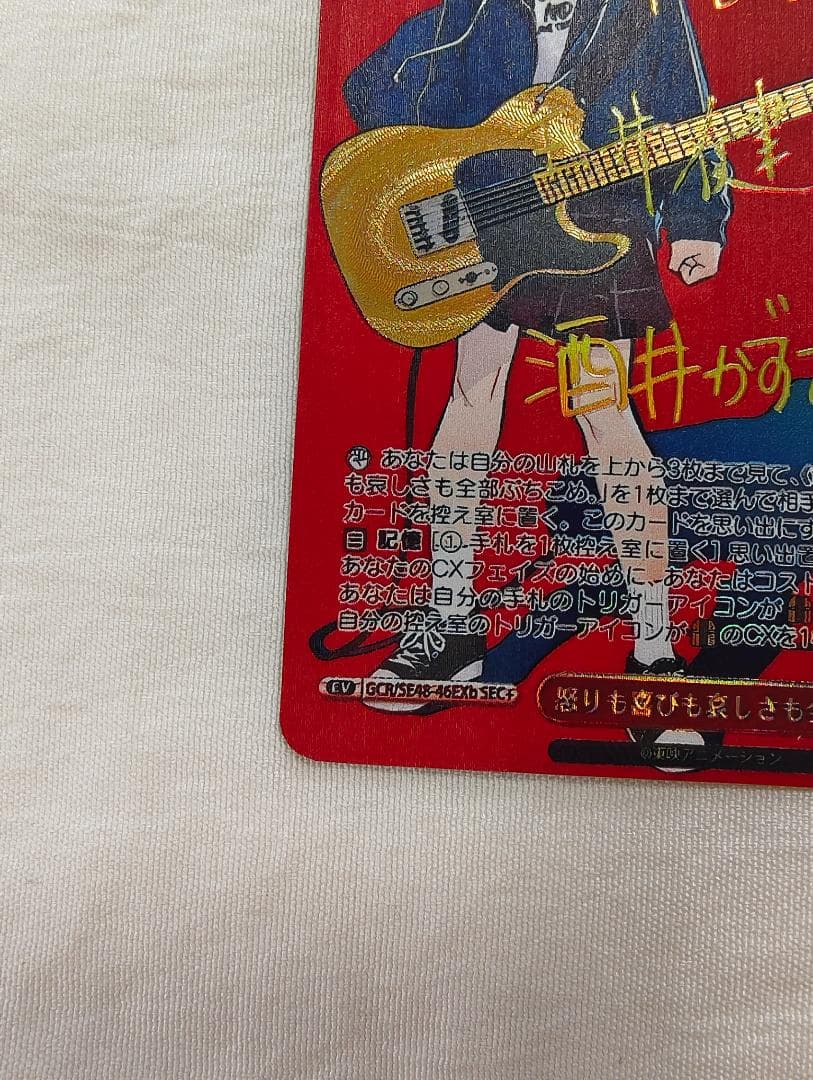 酒井かず
あなたは自分の山札を上から3枚まで見て、
も哀しさも全部ぶちこめ。」を1枚まで選んで相手
カードを控え室に置く。このカードを思い出にす
記憶 [① 手札を1枚控え室に置く] 思い出置
あなたのCXフェイズの始めに、あなたはコスト
あなたは自分の手札のトリガーアイコンが
自分の控え室のトリガーアイコンが のCXを1
EV GCR/SE48-46EXb SEC+
怒りも喜びも哀しさも全
アニメーション